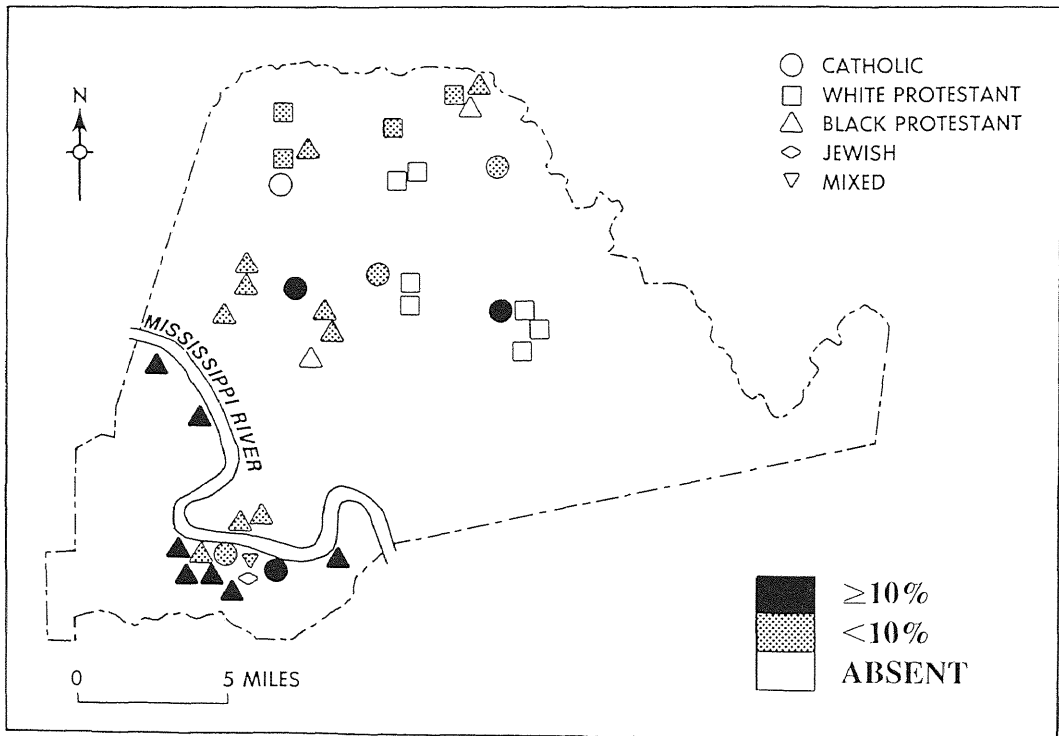 N
CATHOLIC
WHITE PROTESTANT
BLACK PROTESTANT
JEWISH
MIXED
MISSISSIPPI RIVER
≥10%
<10%
ABSENT
0 5 MILES